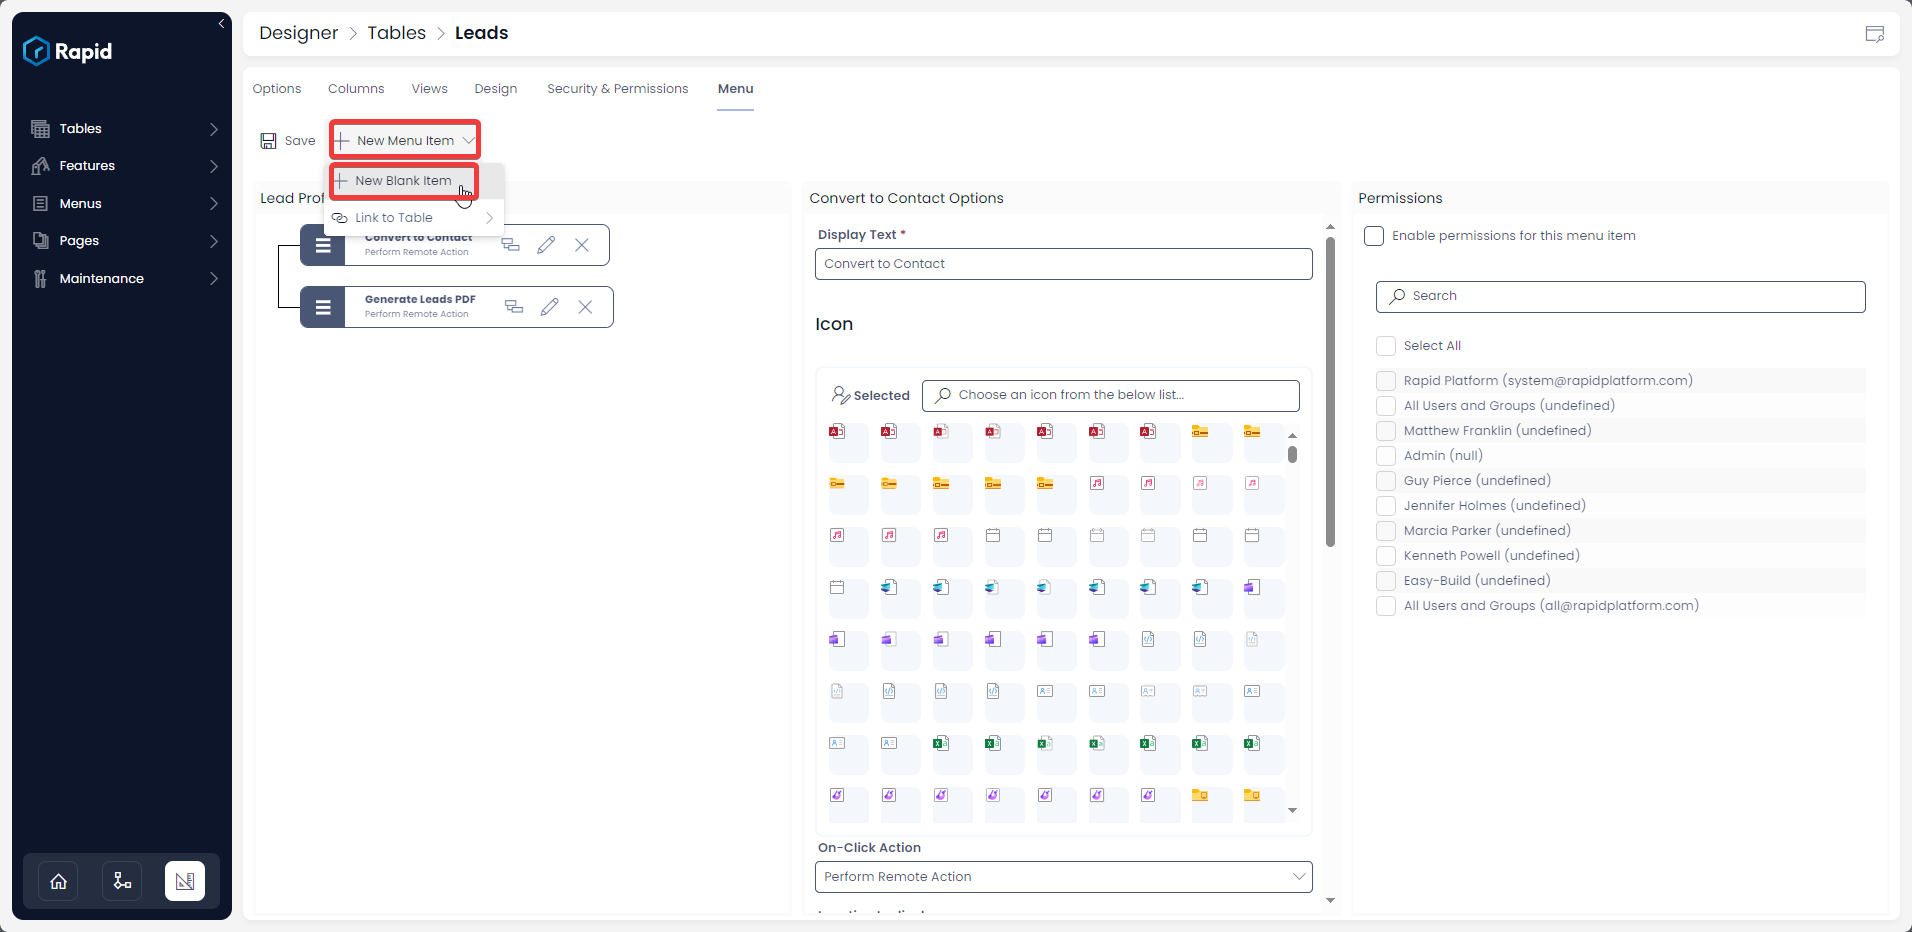 Rapid
Designer > Tables > Leads
Tables
Features
Menus
Pages
Maintenance
Options Columns Views Design Security & Permissions Menu
Save New Menu Item
New Blank Item
Link to Table
Lead Prof
Convert to Contact
Perform Remote Action
Generate Leads PDF
Perform Remote Action
Convert to Contact Options
Display Text *
Convert to Contact
Icon
Selected
Choose an icon from the below list...
On-Click Action
Perform Remote Action
Permissions
Enable permissions for this menu item
Search
Select All
Rapid Platform (system@rapidplatform.com)
All Users and Groups (undefined)
Matthew Franklin (undefined)
Admin (null)
Guy Pierce (undefined)
Jennifer Holmes (undefined)
Marcia Parker (undefined)
Kenneth Powell (undefined)
Easy-Build (undefined)
All Users and Groups (all@rapidplatform.com)